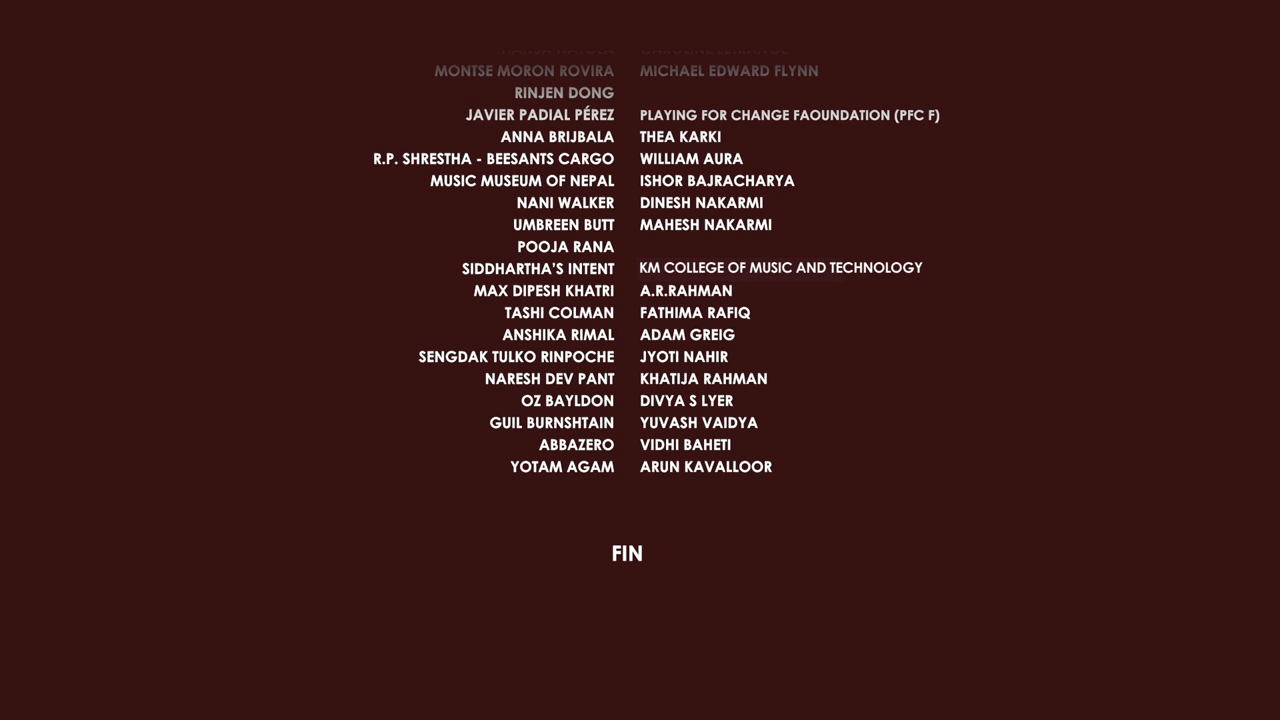 MONTSE MORON ROVIRA MICHAEL EDWARD FLYNN
RINJEN DONG
JAVIER PADIAL PÉREZ PLAYING FOR CHANGE FAOUNDATION (PFC F)
ANNA BRIJBALA THEA KARKI
R.P. SHRESTHA - BEESANTS CARGO WILLIAM AURA
MUSIC MUSEUM OF NEPAL ISHOR BAJRACHARYA
NANI WALKER DINESH NAKARMI
UMBREEN BUTT MAHESH NAKARMI
POOJA RANA
SIDDHARTHA'S INTENT KM COLLEGE OF MUSIC AND TECHNOLOGY
MAX DIPESH KHATRI A.R.RAHMAN
TASHI COLMAN FATHIMA RAFIQ
ANSHIKA RIMAL ADAM GREIG
SENGDAK TULKO RINPOCHE JYOTI NAHIR
NARESH DEV PANT KHATIJA RAHMAN
OZ BAYLDON DIVYA S LYER
GUIL BURNSHTAIN YUVASH VAIDYA
ABBAZERO VIDHI BAHETI
YOTAM AGAM ARUN KAVALLOOR
FIN